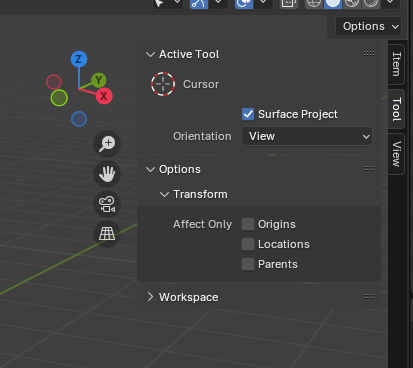 Options
Z
Y
X
Active Tool
Cursor
Surface Project
Orientation View
Options
Transform
Affect Only Origins
Locations
Parents
Workspace
Item
Tool
View